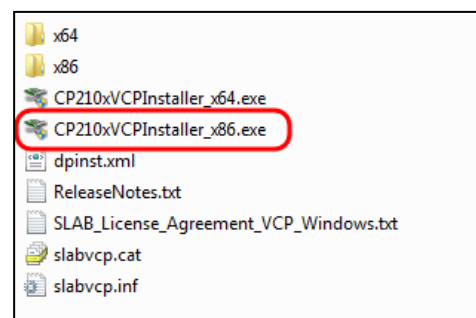 x64
x86
CP210xVCPInstaller_x64.exe
CP210xVCPInstaller_x86.exe
dpinst.xml
ReleaseNotes.txt
SLAB_License_Agreement_VCP_Windows.txt
slabvcp.cat
slabvcp.inf